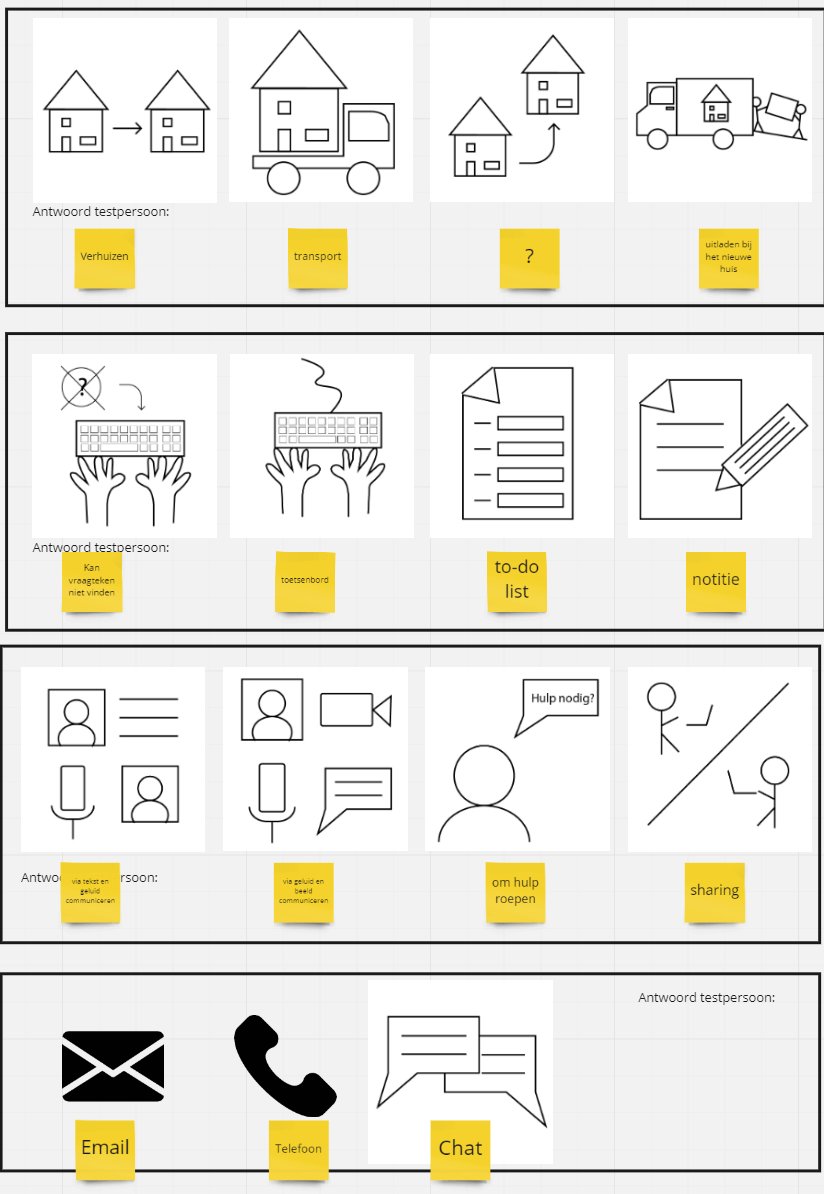 Antwoord testpersoon:
Verhuizen
transport
?
uitladen bij
het nieuwe
huis
?
Antwoord testpersoon:
Kan
vraagteken
niet vinden
toetsenbord
to-do
list
notitie
Hulp nodig?
Antwoo
rsoon:
via tekst en
geluid
communiceren
via geluid en
beeld
communiceren
om hulp
roepen
sharing
Antwoord testpersoon:
Email
Telefoon
Chat